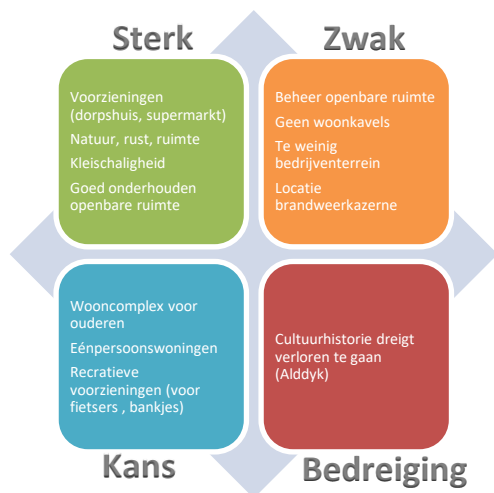 Sterk
Zwak
Voorzieningen
(dorpshuis, supermarkt)
Natuur, rust, ruimte
Kleischaligheid
Goed onderhouden
openbare ruimte
Beheer openbare ruimte
Geen woonkavels
Te weinig
bedrijventerrein
Locatie
brandweerkazerne
Wooncomplex voor
ouderen
Eénpersoonswoningen
Recratieve
voorzieningen (voor
fietsers , bankjes)
Cultuurhistorie dreigt
verloren te gaan
(Alddyk)
Kans
Bedreiging